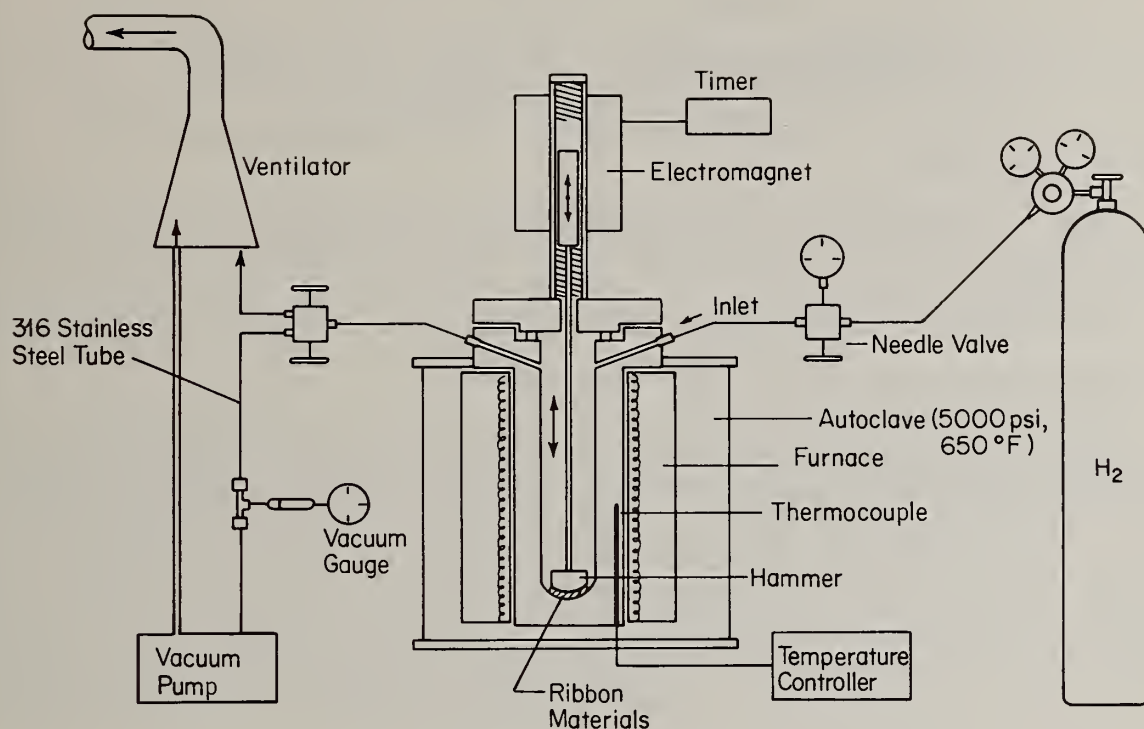 Timer
Ventilator
Electromagnet
316 Stainless
Steel Tube
Inlet
Needle Valve
Autoclave (5000 psi,
650 °F)
Furnace
H2
Thermocouple
Vacuum
Gauge
Hammer
Vacuum
Pump
Temperature
Controller
Ribbon
Materials